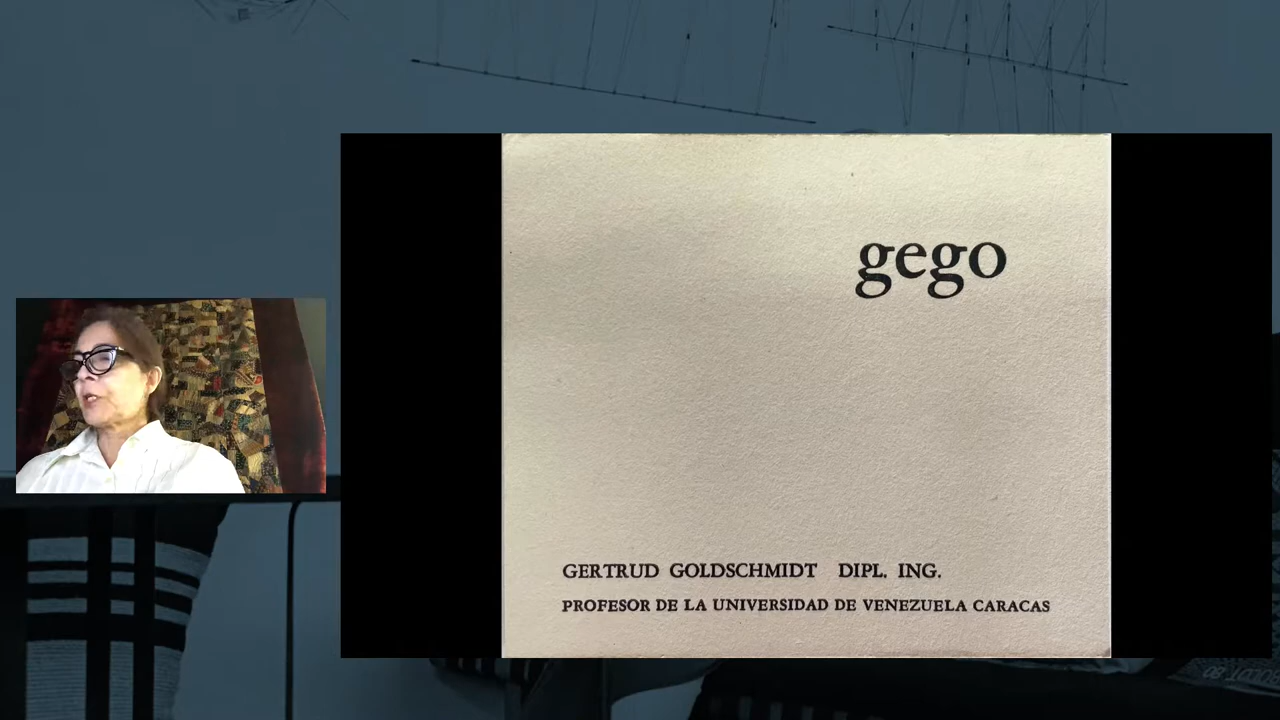 gego
GERTRUD GOLDSCHMIDT DIPL. ING.
PROFESOR DE LA UNIVERSIDAD DE VENEZUELA CARACAS